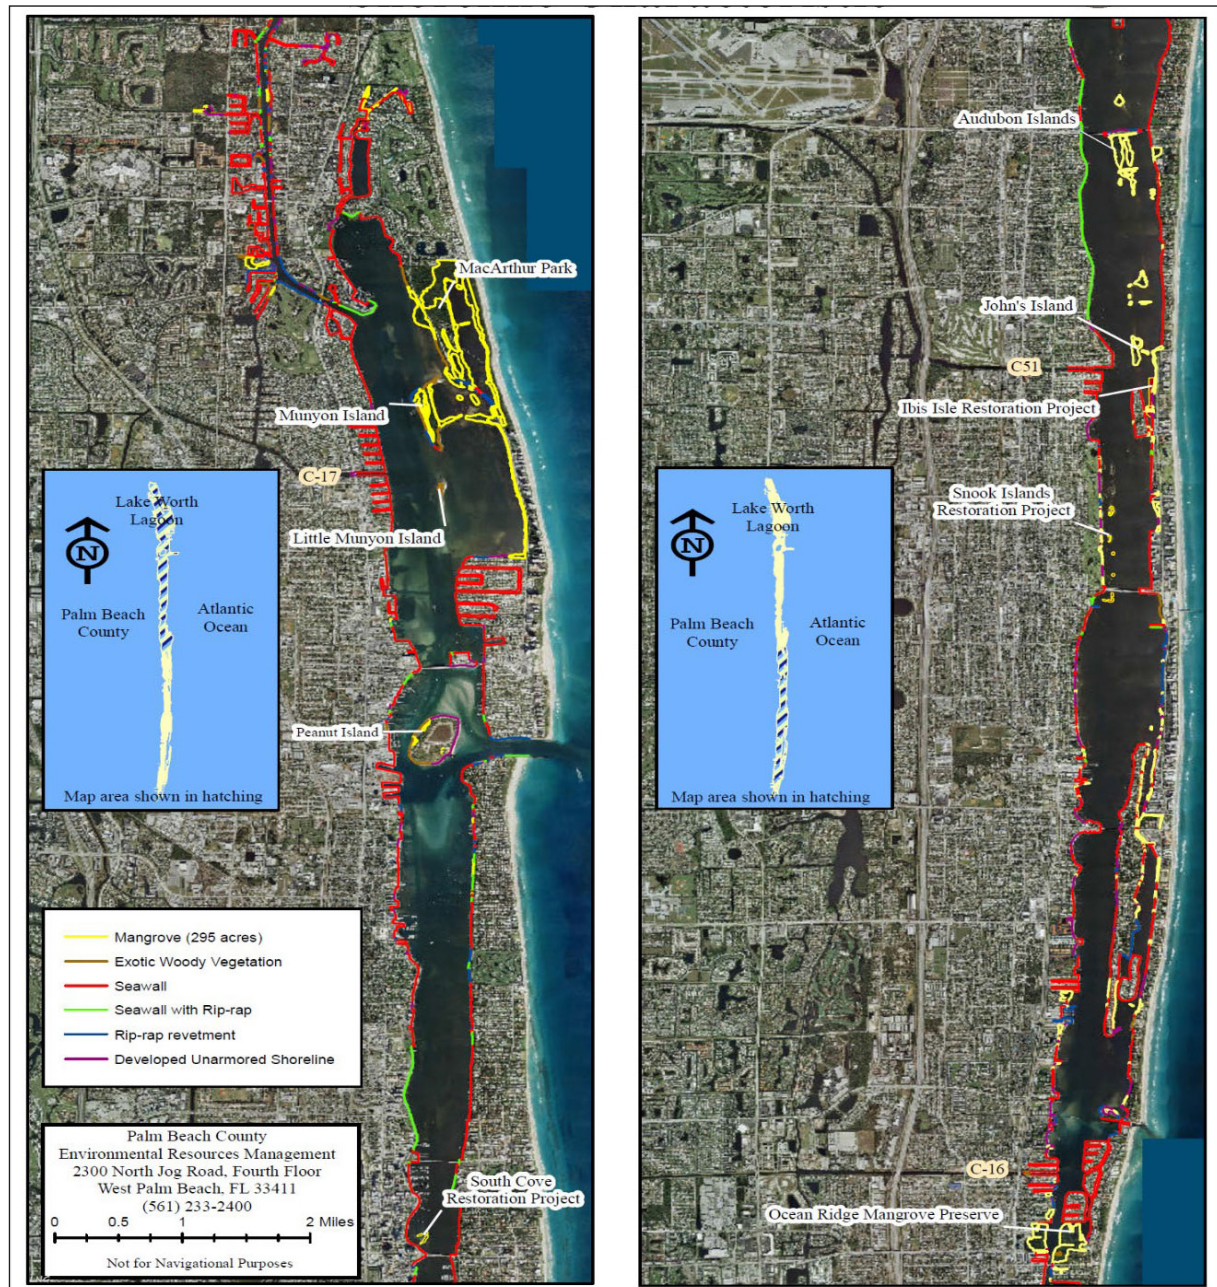 MacArthur Park
Munyon Island
C-17
Little Munyon Island
Lake Worth
Lagoon
N
Palm Beach
County
Atlantic
Ocean
Map area shown in hatching
Peanut Island
Mangrove (295 acres)
Exotic Woody Vegetation
Seawall
Seawall with Rip-rap
Rip-rap revetment
Developed Unarmored Shoreline
Palm Beach County
Environmental Resources Management
2300 North Jog Road, Fourth Floor
West Palm Beach, FL 33411
(561) 233-2400
0 0.5 1 2 Miles
Not for Navigational Purposes
South Cove
Restoration Project
Audubon Islands
John's Island
C51
Ibis Isle Restoration Project
Snook Islands
Restoration Project
Lake Worth
Lagoon
N
Palm Beach
County
Atlantic
Ocean
Map area shown in hatching
C-16
Ocean Ridge Mangrove Preserve